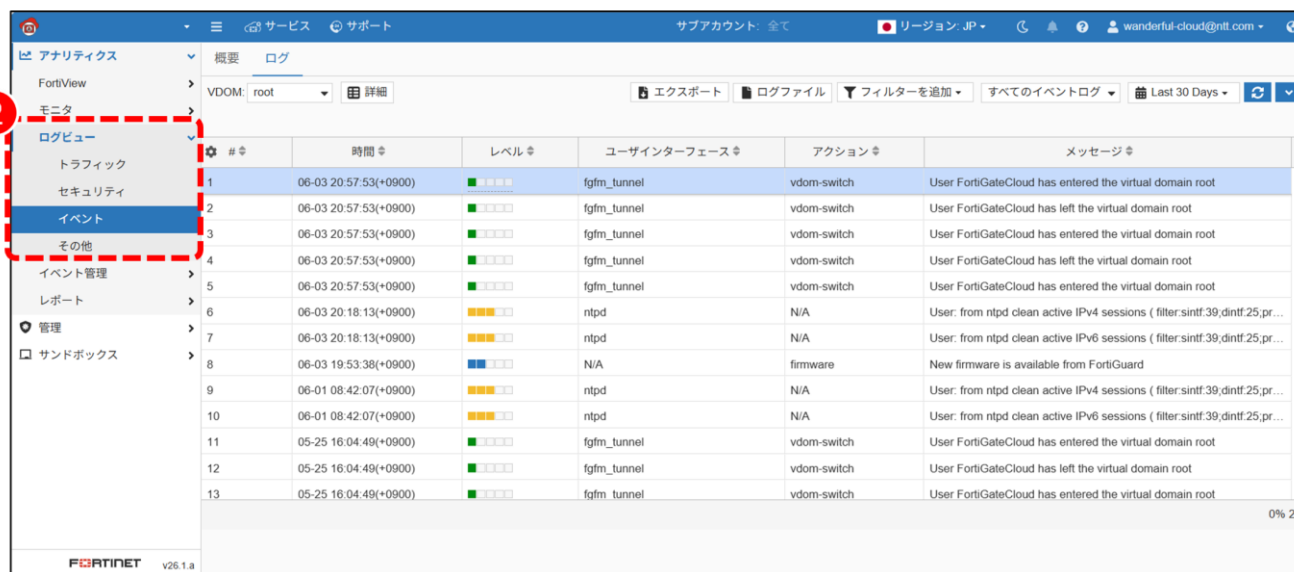 サービス サポート サブアカウント: 全て リージョン: JP wanderful-cloud@ntt.com
アナリティクス
FortiView
モニタ
2
ログビュー
トラフィック
セキュリティ
イベント
その他
イベント管理
レポート
管理
サンドボックス
FORTINET v26.1.a
概要 ログ
VDOM: root 詳細 エクスポート ログファイル フィルターを追加 すべてのイベントログ Last 30 Days
# 時間 レベル ユーザインターフェース アクション メッセージ
1 06-03 20:57:53(+0900) fgfm_tunnel vdom-switch User FortiGateCloud has entered the virtual domain root
2 06-03 20:57:53(+0900) fgfm_tunnel vdom-switch User FortiGateCloud has left the virtual domain root
3 06-03 20:57:53(+0900) fgfm_tunnel vdom-switch User FortiGateCloud has entered the virtual domain root
4 06-03 20:57:53(+0900) fgfm_tunnel vdom-switch User FortiGateCloud has left the virtual domain root
5 06-03 20:57:53(+0900) fgfm_tunnel vdom-switch User FortiGateCloud has entered the virtual domain root
6 06-03 20:18:13(+0900) ntpd N/A User: from ntpd clean active IPv4 sessions ( filter:sintf:39;dintf:25;pr...
7 06-03 20:18:13(+0900) ntpd N/A User: from ntpd clean active IPv6 sessions ( filter:sintf:39;dintf:25;pr...
8 06-03 19:53:38(+0900) N/A firmware New firmware is available from FortiGuard
9 06-01 08:42:07(+0900) ntpd N/A User: from ntpd clean active IPv4 sessions ( filter:sintf:39;dintf:25;pr...
10 06-01 08:42:07(+0900) ntpd N/A User: from ntpd clean active IPv6 sessions ( filter:sintf:39;dintf:25;pr...
11 05-25 16:04:49(+0900) fgfm_tunnel vdom-switch User FortiGateCloud has entered the virtual domain root
12 05-25 16:04:49(+0900) fgfm_tunnel vdom-switch User FortiGateCloud has left the virtual domain root
13 05-25 16:04:49(+0900) fgfm_tunnel vdom-switch User FortiGateCloud has entered the virtual domain root
0% 2